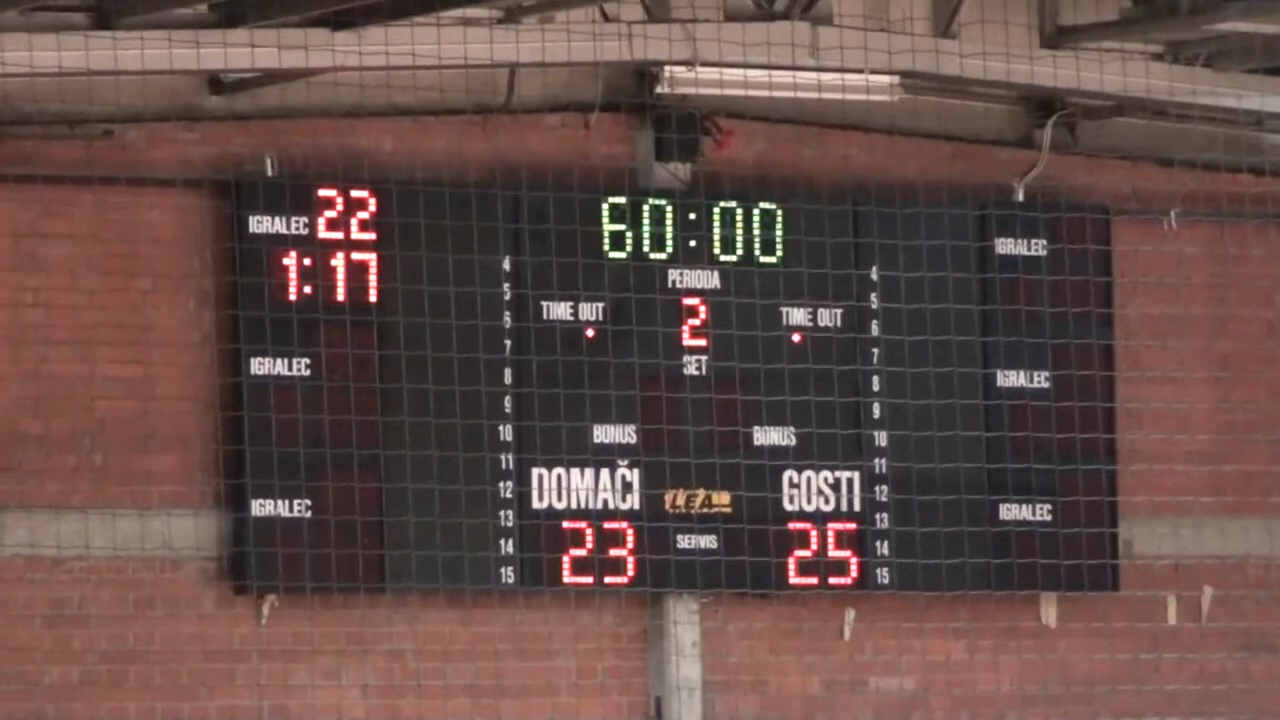 IGRALEC 22
1:17
IGRALEC
IGRALEC
60:00
PERIODA
2
TIME OUT
TIME OUT
SET
BONUS
BONUS
DOMAČI
GOSTI
LEA
23
SERVIS
25
4
5
6
7
8
9
10
11
12
13
14
15
4
5
6
7
8
9
10
11
12
13
14
15
IGRALEC
IGRALEC
IGRALEC